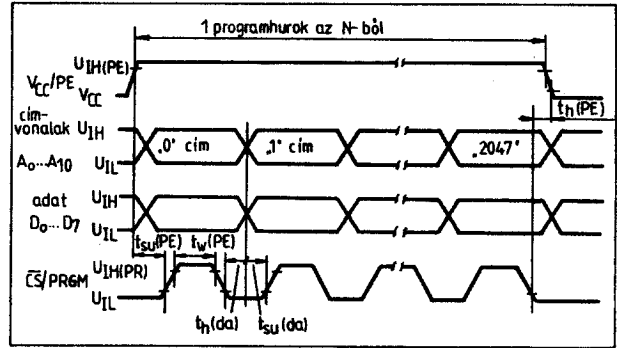 1 programhurok az N-ből
UIH(PE)
VCC/PE
VCC
th(PE)
cím-
vonalak UIH
A0...A10 UIL
„0" cím
„1" cím
„2047"
adat UIH
D0...D7 UIL
tsu(PE) tw(PE)
CS/PRGM UIH(PR)
UIL
th(da) tsu(da)